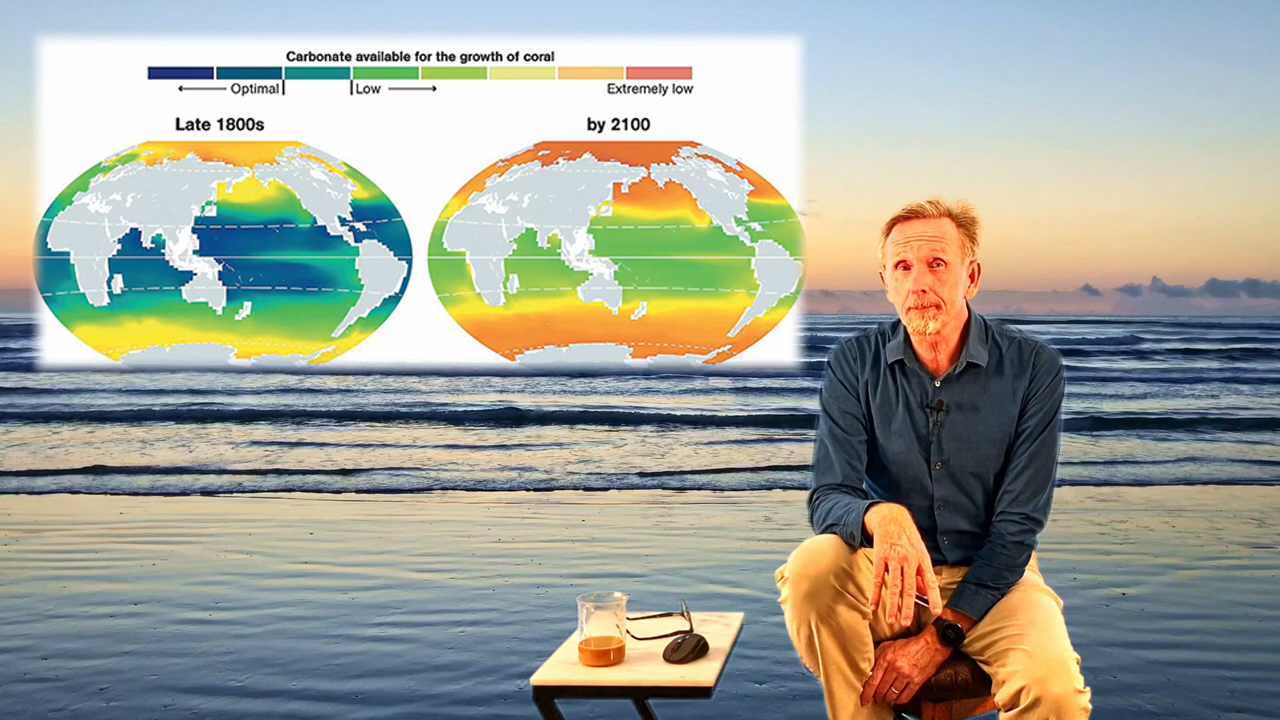 Carbonate available for the growth of coral
Optimal Low Extremely low
Late 1800s by 2100